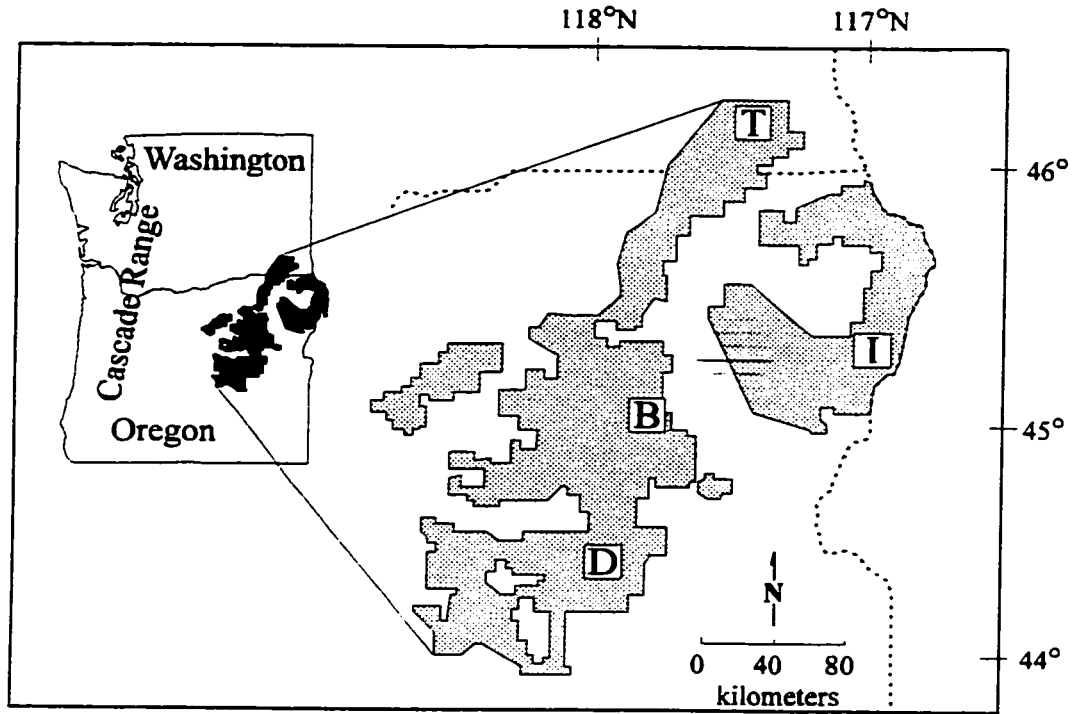 118°N 117°N
Washington
Cascade Range
Oregon
T
46°
I
B
45°
D
N
0 40 80
kilometers
44°